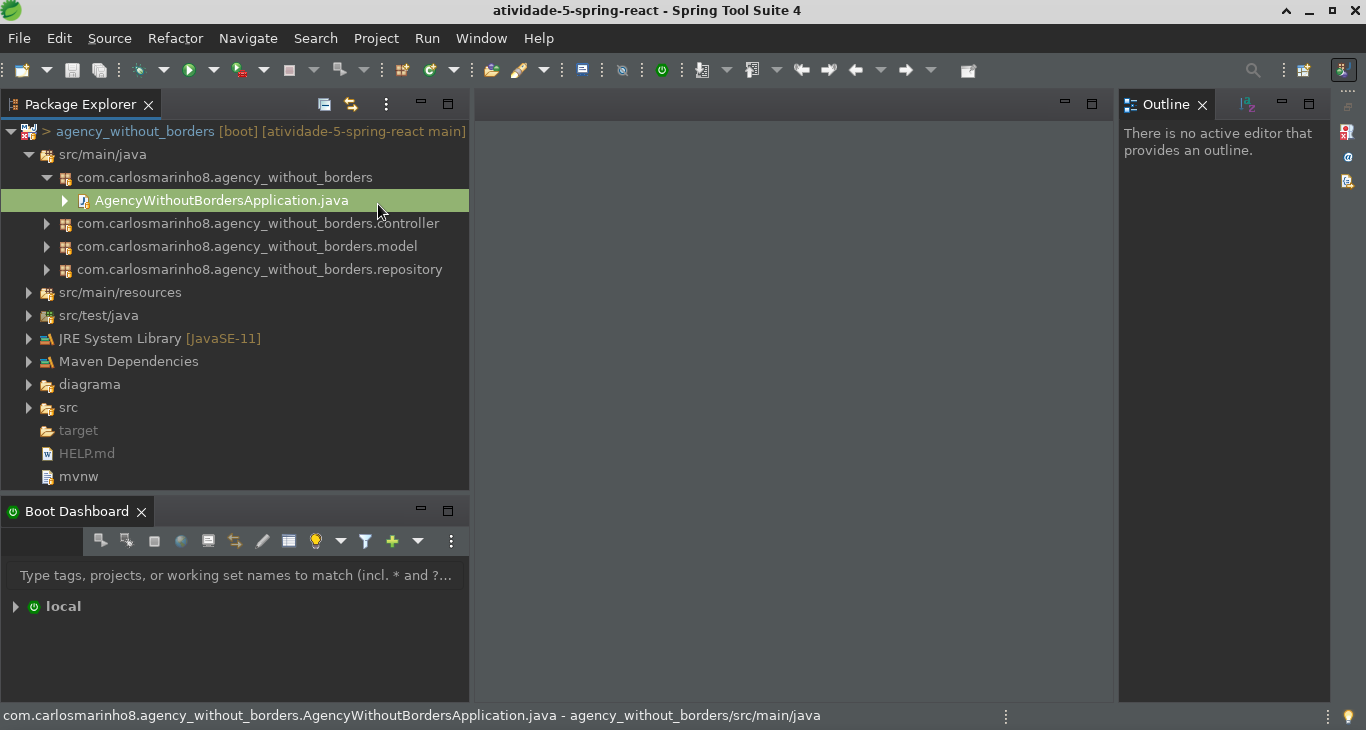 atividade-5-spring-react - Spring Tool Suite 4
File Edit Source Refactor Navigate Search Project Run Window Help
Package Explorer
> agency_without_borders [boot] [atividade-5-spring-react main]
src/main/java
com.carlosmarinho8.agency_without_borders
AgencyWithoutBordersApplication.java
com.carlosmarinho8.agency_without_borders.controller
com.carlosmarinho8.agency_without_borders.model
com.carlosmarinho8.agency_without_borders.repository
src/main/resources
src/test/java
JRE System Library [JavaSE-11]
Maven Dependencies
diagrama
src
target
HELP.md
mvnw
Outline
There is no active editor that
provides an outline.
Boot Dashboard
Type tags, projects, or working set names to match (incl. * and ?...
local
com.carlosmarinho8.agency_without_borders.AgencyWithoutBordersApplication.java - agency_without_borders/src/main/java